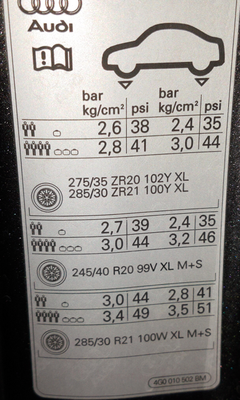 Audi
bar bar
kg/cm² psi kg/cm² psi
2,6 38 2,4 35
2,8 41 3,0 44
275/35 ZR20 102Y XL
285/30 ZR21 100Y XL
2,7 39 2,4 35
3,0 44 3,2 46
245/40 R20 99V XL M+S
3,0 44 2,8 41
3,4 49 3,5 51
285/30 R21 100W XL M+S
4G0 010 502 BM